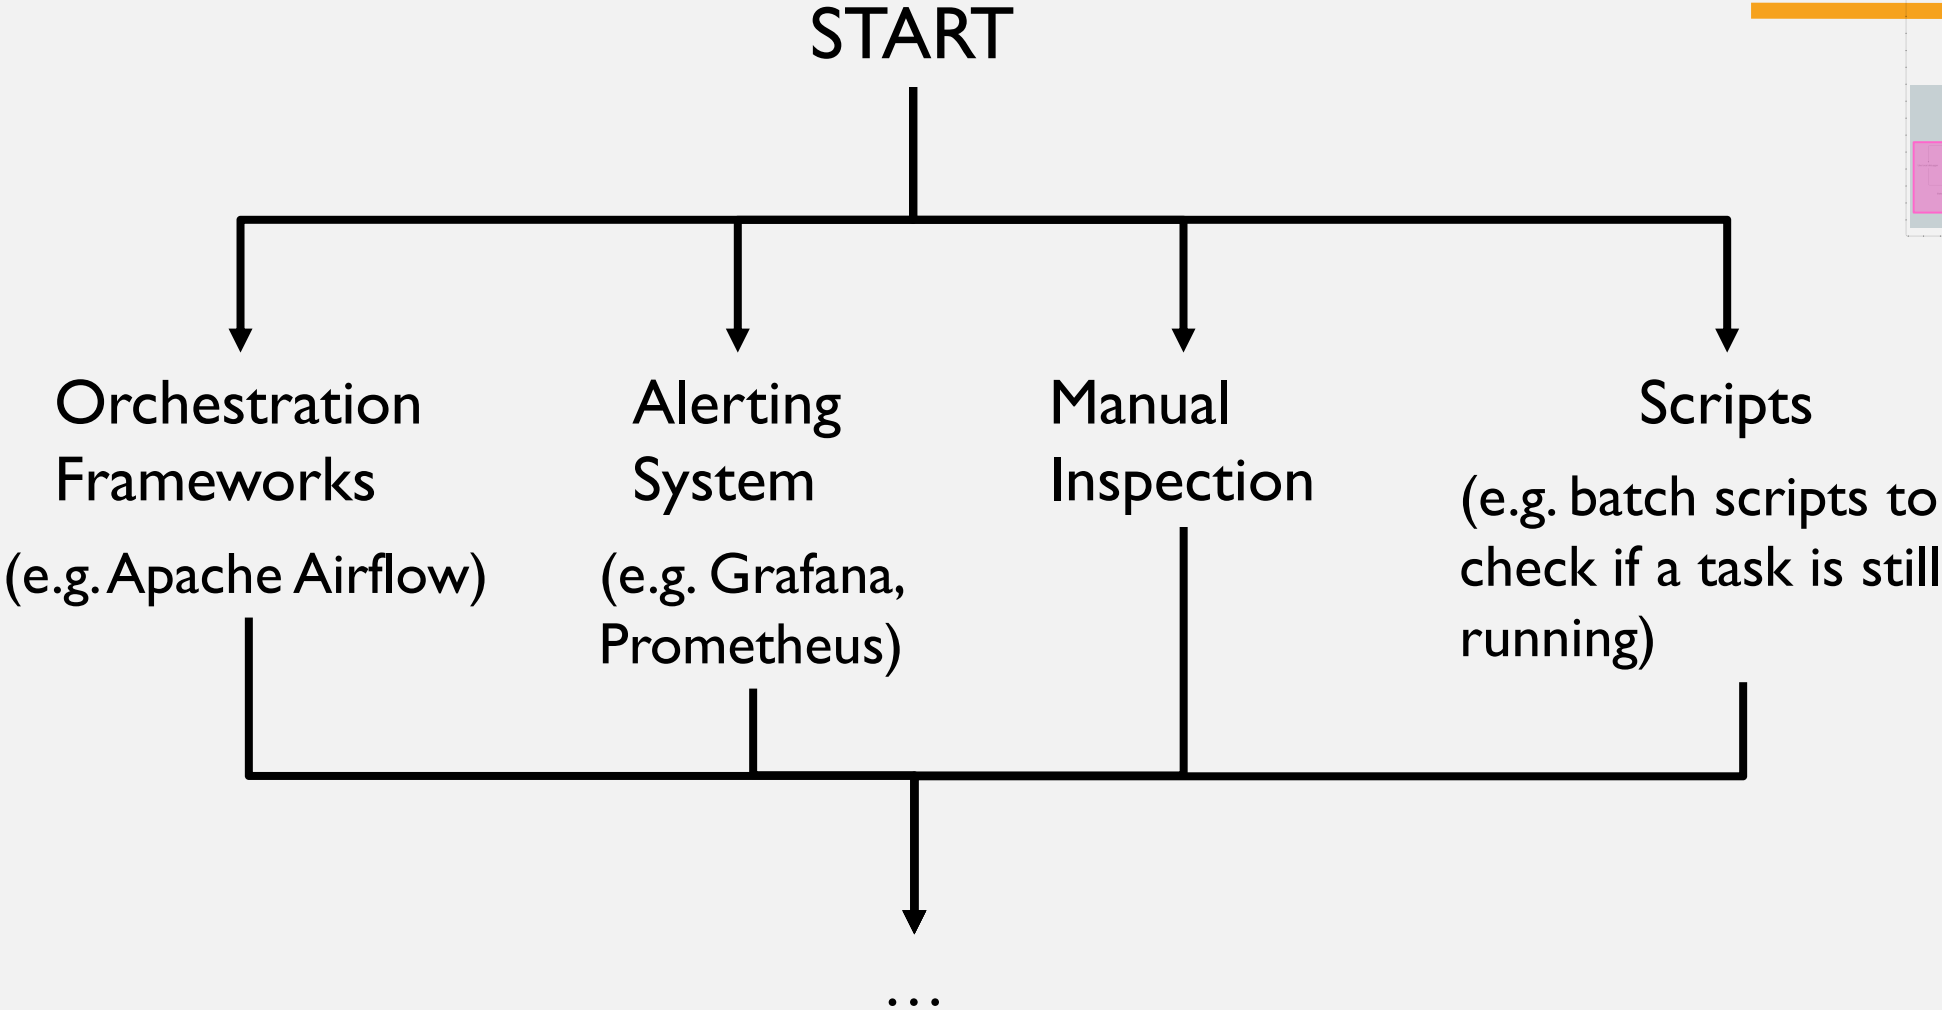 START
Orchestration
Frameworks
(e.g. Apache Airflow)
Alerting
System
(e.g. Grafana,
Prometheus)
Manual
Inspection
Scripts
(e.g. batch scripts to
check if a task is still
running)
...